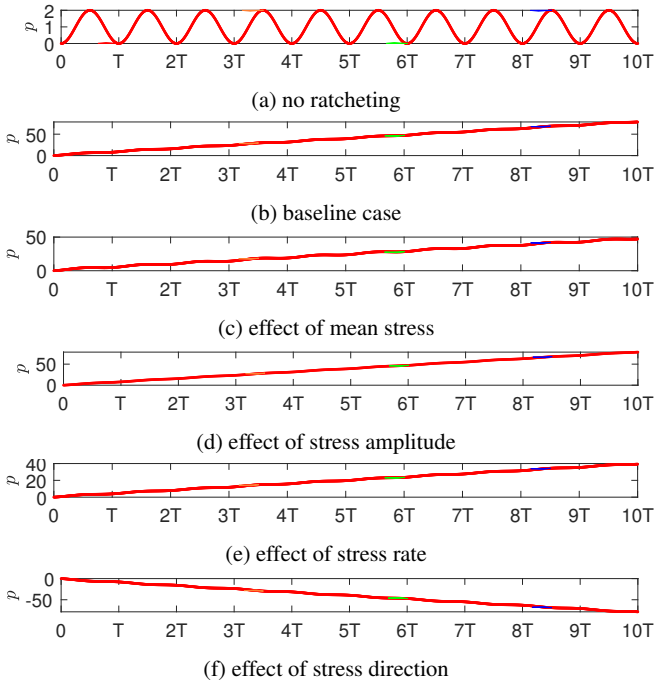 2
p
0
0 T 2T 3T 4T 5T 6T 7T 8T 9T 10T
(a) no ratcheting
50
p
0
0 T 2T 3T 4T 5T 6T 7T 8T 9T 10T
(b) baseline case
50
p
0
0 T 2T 3T 4T 5T 6T 7T 8T 9T 10T
(c) effect of mean stress
50
p
0
0 T 2T 3T 4T 5T 6T 7T 8T 9T 10T
(d) effect of stress amplitude
40
p
20
0
0 T 2T 3T 4T 5T 6T 7T 8T 9T 10T
(e) effect of stress rate
0
p
-50
0 T 2T 3T 4T 5T 6T 7T 8T 9T 10T
(f) effect of stress direction